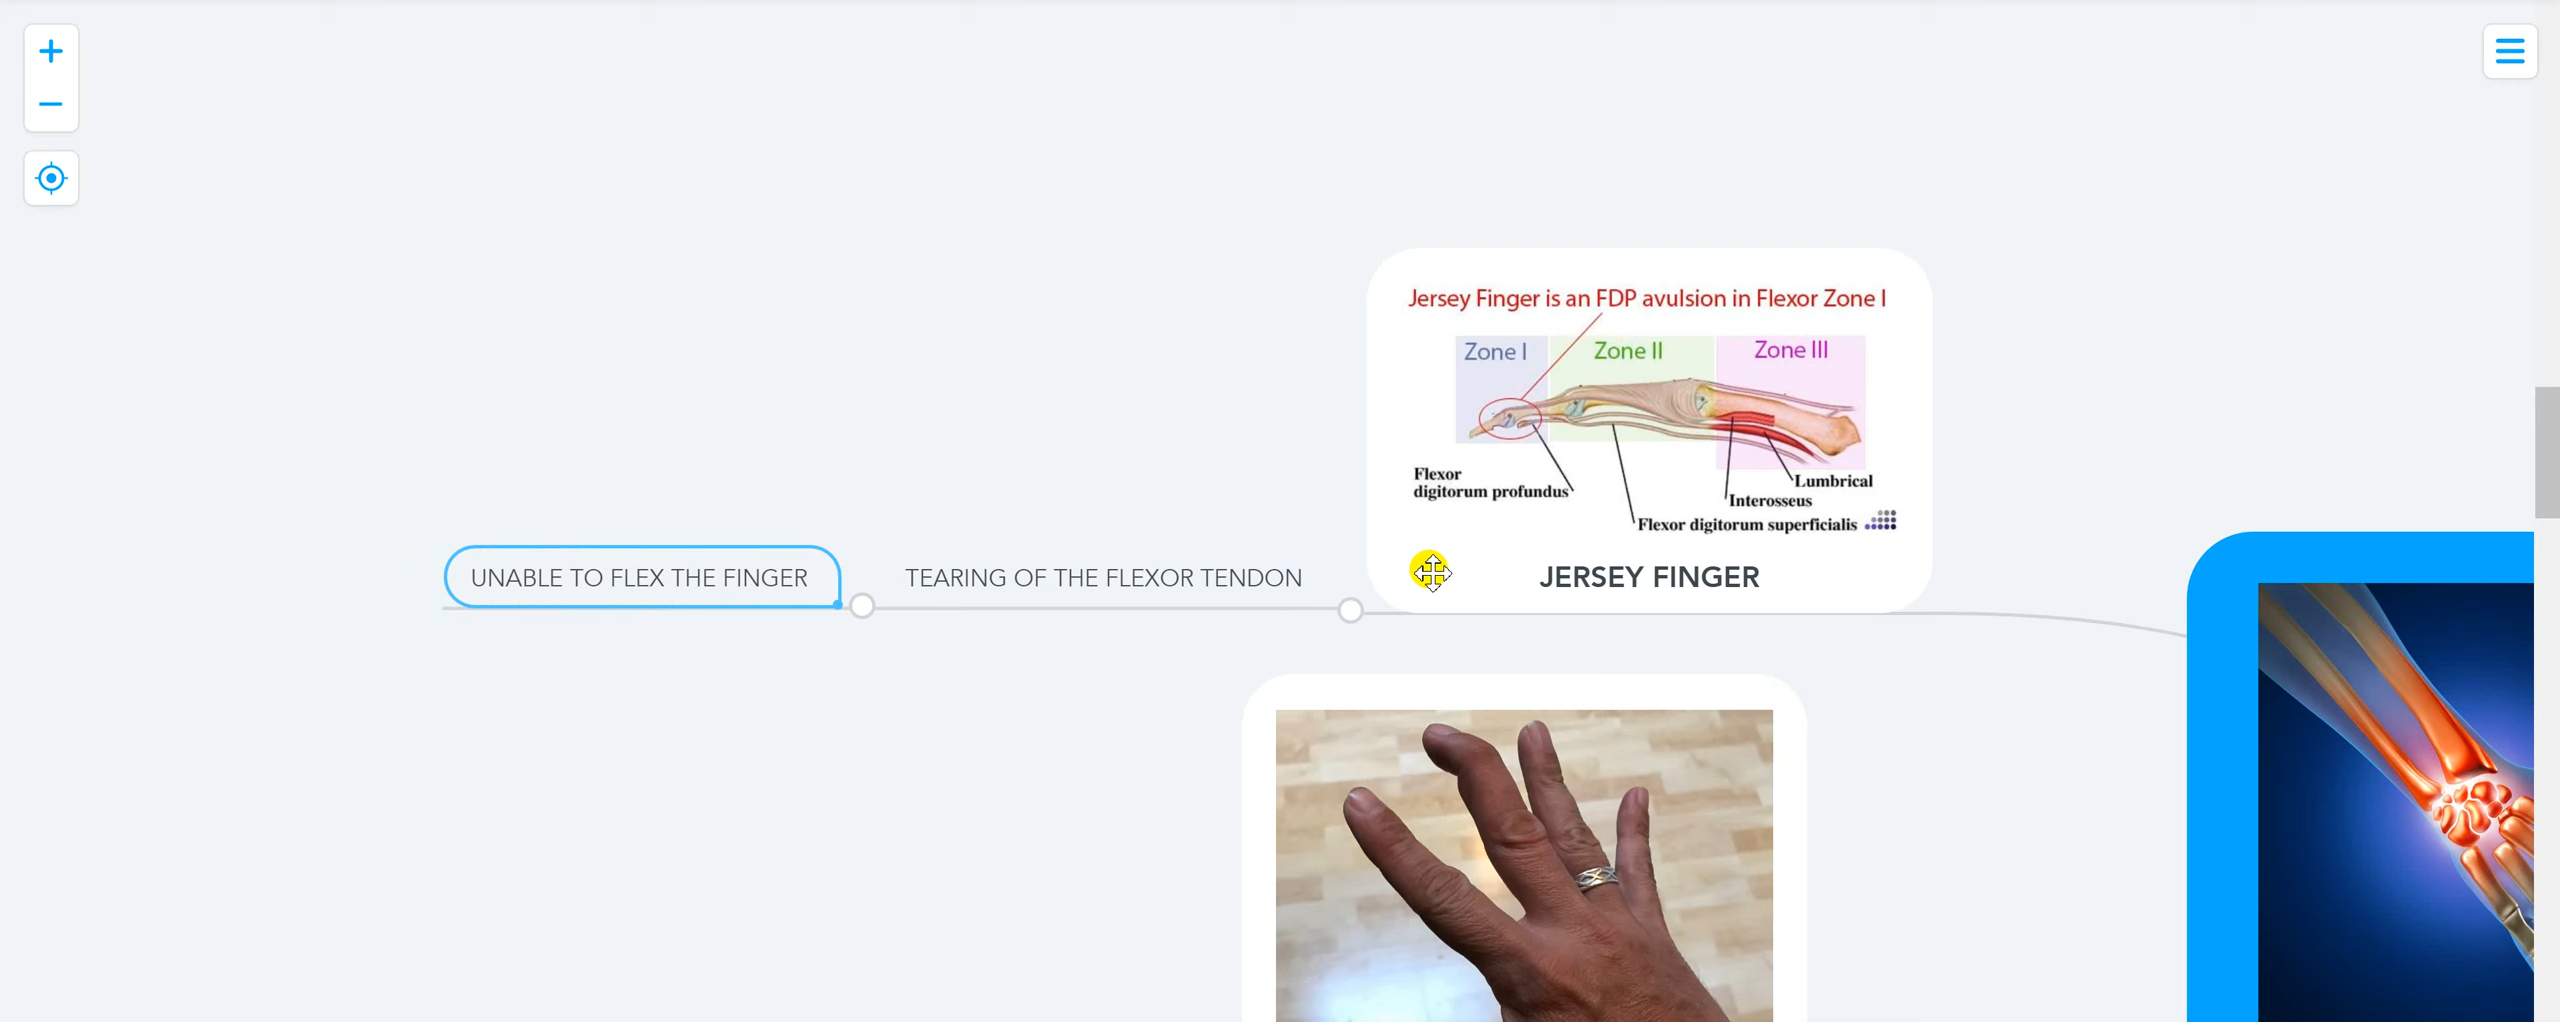 Jersey Finger is an FDP avulsion in Flexor Zone I
Zone I
Zone II
Zone III
Flexor
digitorum profundus
Lumbrical
Interosseus
Flexor digitorum superficialis
UNABLE TO FLEX THE FINGER
TEARING OF THE FLEXOR TENDON
JERSEY FINGER